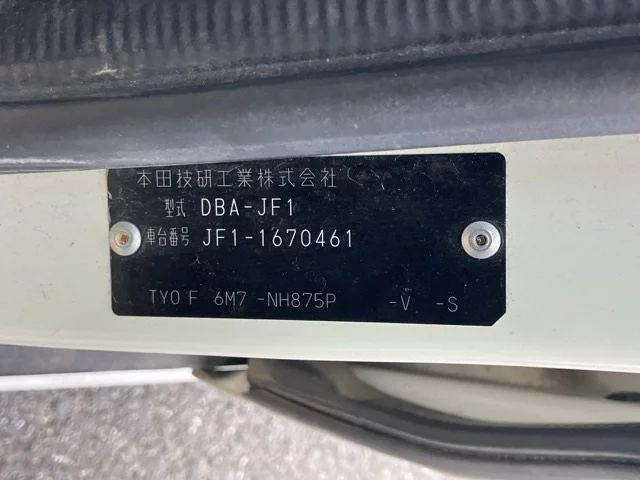 本田技研工業株式会社
型式 DBA-JF1
車台番号 JF1-1670461
TYO F 6M7 -NH875P -V -S